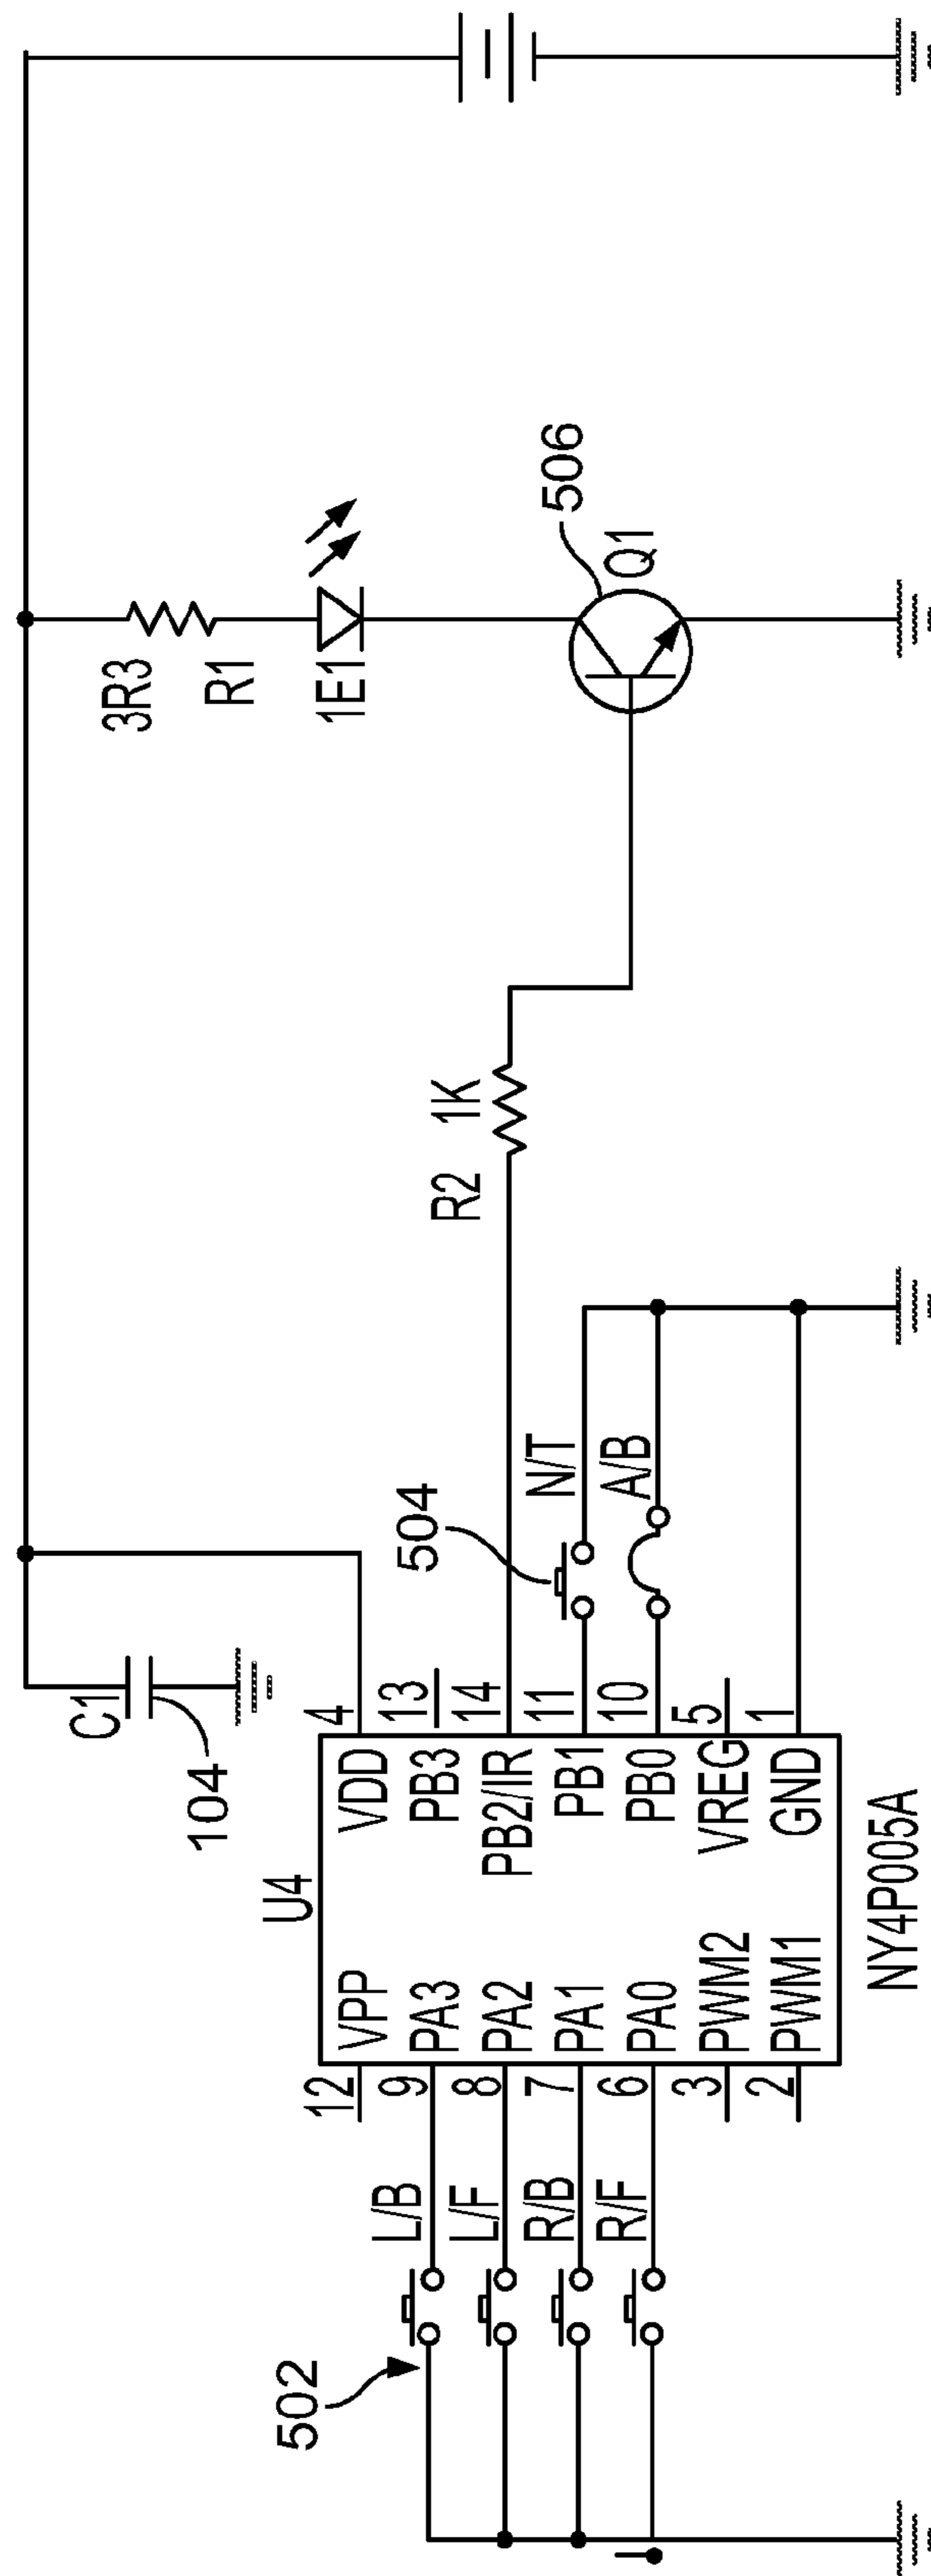 C1
104
3R3
R1
1E1
506
Q1
R2 1K
504
N/T
A/B
U4
12 VPP VDD 4
9 PA3 PB3 13
8 PA2 PB2/IR 14
7 PA1 PB1 11
6 PA0 PB0 10
3 PWM2 VREG 5
2 PWM1 GND 1
NY4P005A
502
L/B
L/F
R/B
R/F